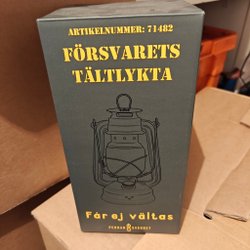 ARTIKELNUMMER: 71482
FÖRSVARETS
TÄLTLYKTA
Får ej vältas